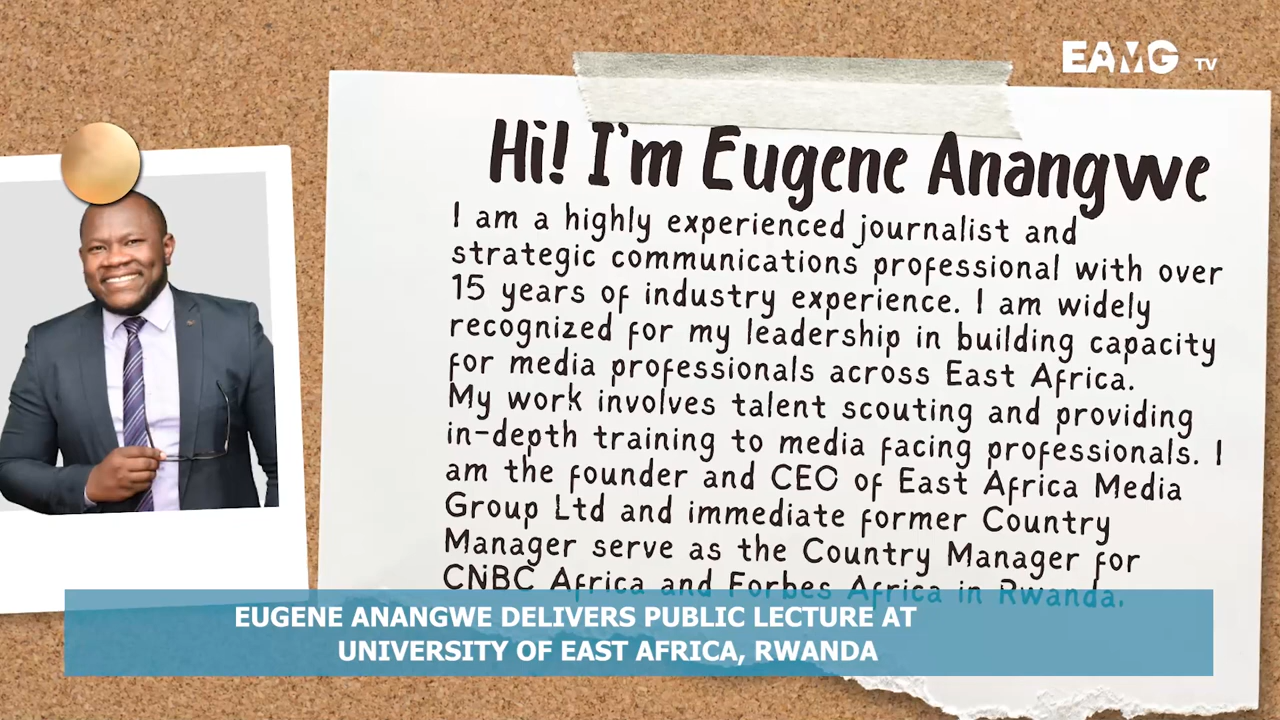 EAMG TV
Hi! I'm Eugene Anangwe
I am a highly experienced journalist and
strategic communications professional with over
15 years of industry experience. I am widely
recognized for my leadership in building capacity
for media professionals across East Africa.
My work involves talent scouting and providing
in-depth training to media facing professionals. I
am the founder and CEO of East Africa Media
Group Ltd and immediate former Country
Manager serve as the Country Manager for
CNBC Africa and Forbes Africa in Rwanda.
EUGENE ANANGWE DELIVERS PUBLIC LECTURE AT
UNIVERSITY OF EAST AFRICA, RWANDA